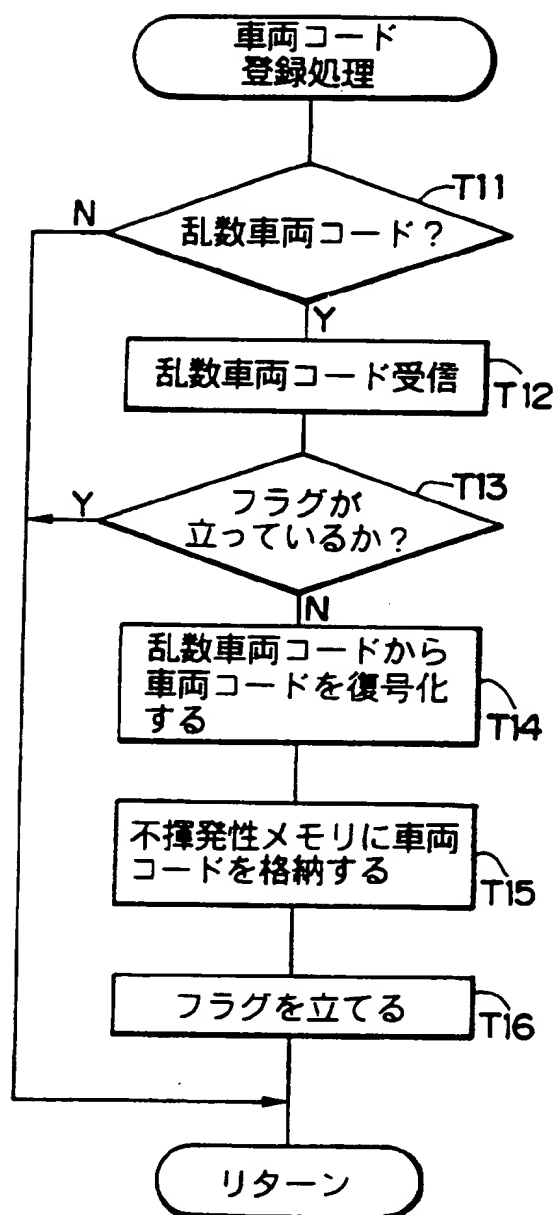 車両コード
登録処理
T11
N
乱数車両コード？
Y
乱数車両コード受信
T12
T13
Y
フラグが
立っているか？
N
乱数車両コードから
車両コードを復号化
する
T14
不揮発性メモリに車両
コードを格納する
T15
フラグを立てる
T16
リターン